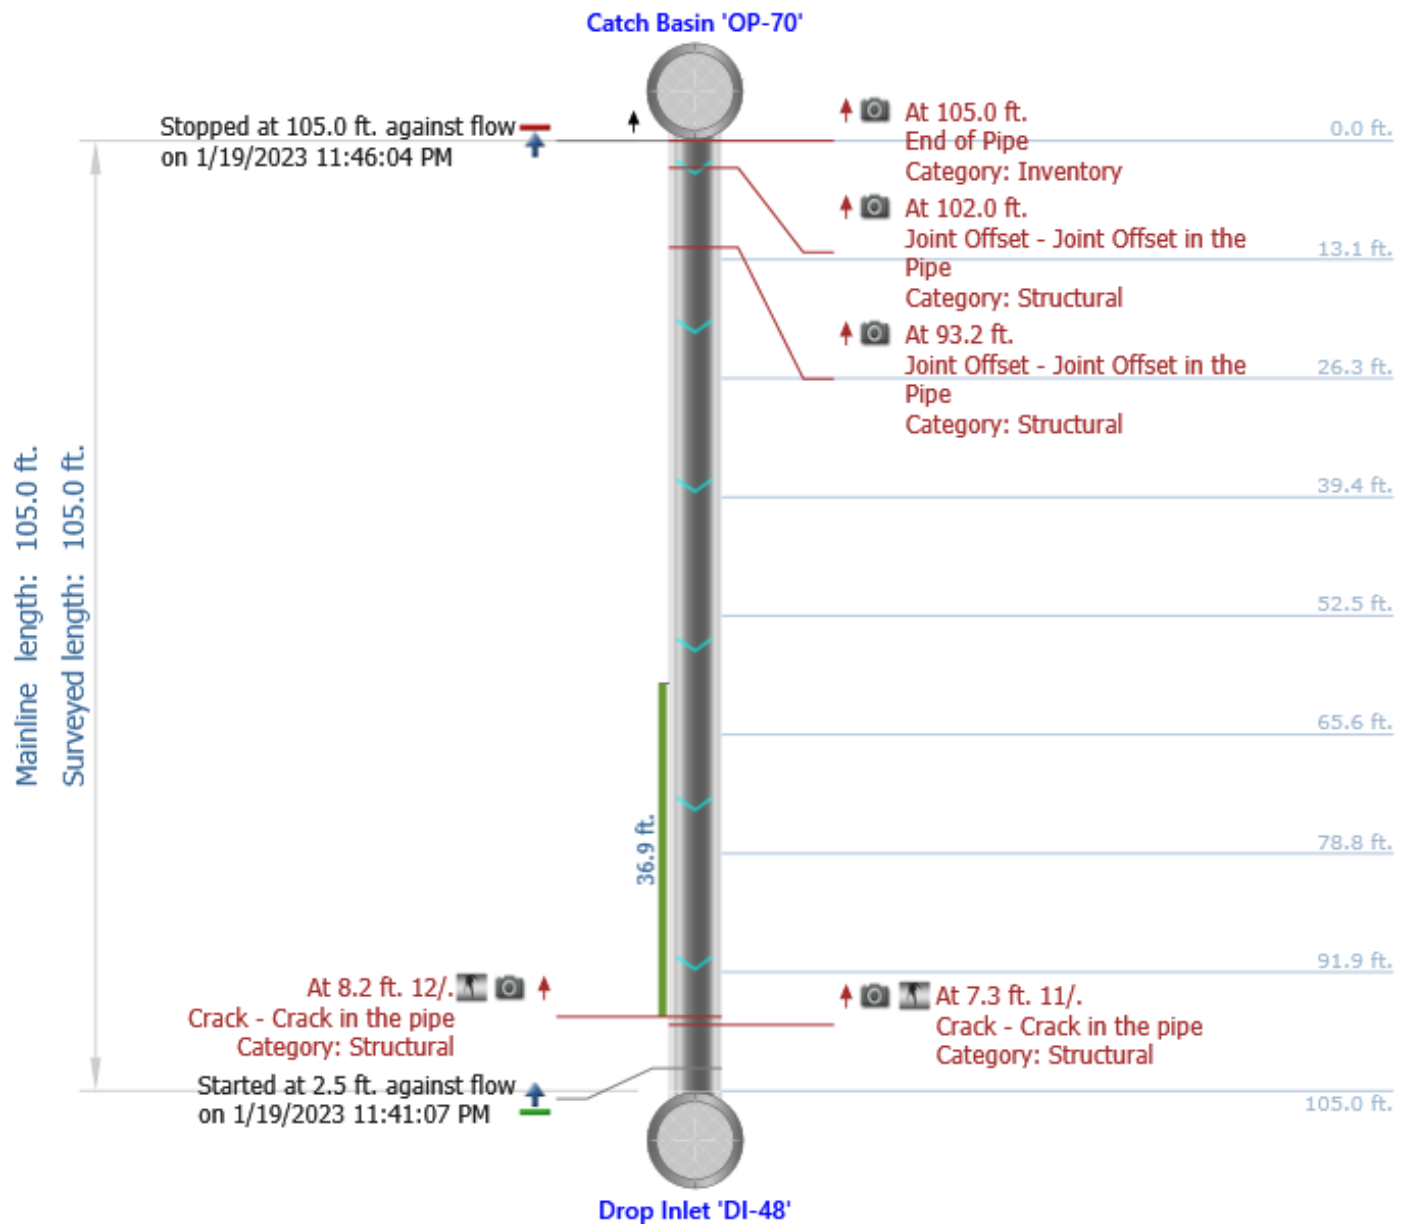 Catch Basin 'OP-70'
Stopped at 105.0 ft. against flow
on 1/19/2023 11:46:04 PM
At 105.0 ft.
End of Pipe
Category: Inventory
0.0 ft.
At 102.0 ft.
Joint Offset - Joint Offset in the
Pipe
Category: Structural
13.1 ft.
At 93.2 ft.
Joint Offset - Joint Offset in the
Pipe
Category: Structural
26.3 ft.
39.4 ft.
52.5 ft.
65.6 ft.
78.8 ft.
91.9 ft.
105.0 ft.
Mainline length: 105.0 ft.
Surveyed length: 105.0 ft.
36.9 ft.
At 8.2 ft. 12/.
Crack - Crack in the pipe
Category: Structural
At 7.3 ft. 11/.
Crack - Crack in the pipe
Category: Structural
Started at 2.5 ft. against flow
on 1/19/2023 11:41:07 PM
Drop Inlet 'DI-48'